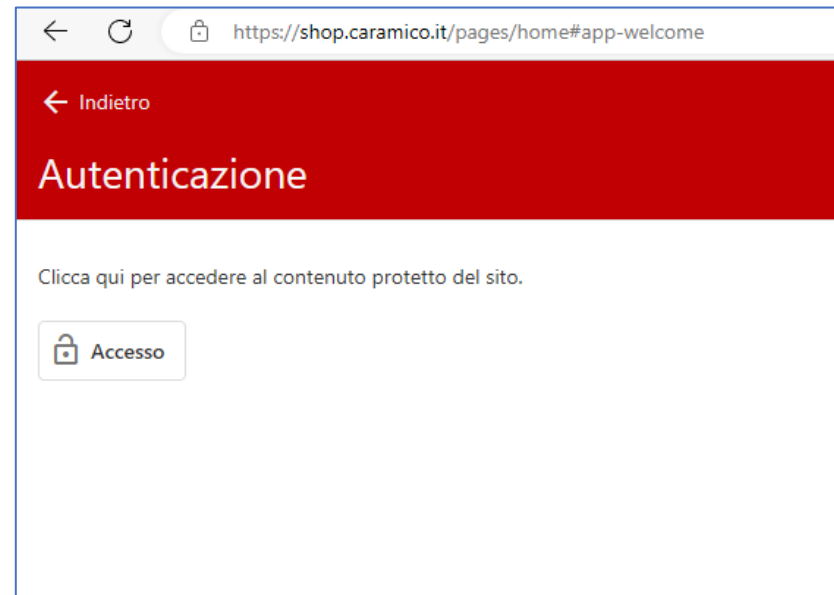 https://shop.caramico.it/pages/home#app-welcome
Indietro
Autenticazione
Clicca qui per accedere al contenuto protetto del sito.
Accesso